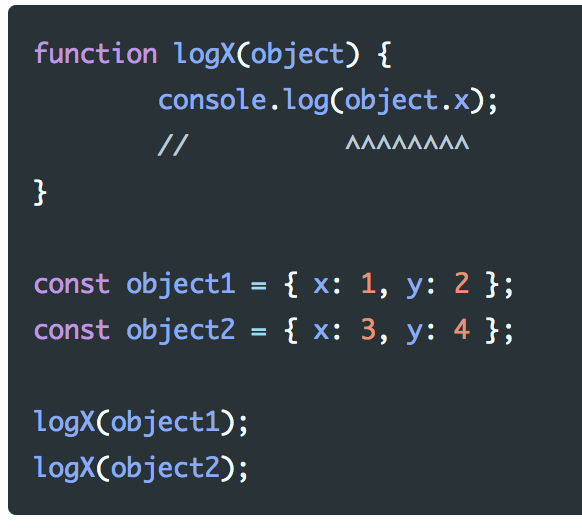 function logX(object) {
        console.log(object.x);
        //          ^^^^^^^^
}

const object1 = { x: 1, y: 2 };
const object2 = { x: 3, y: 4 };

logX(object1);
logX(object2);